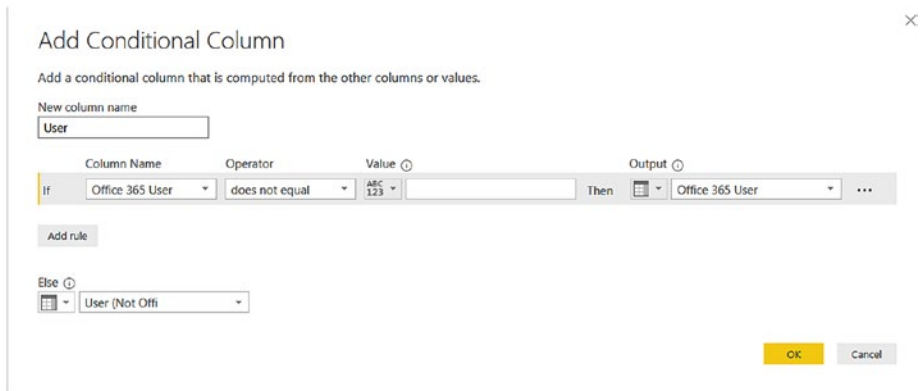 Add Conditional Column
Add a conditional column that is computed from the other columns or values.
New column name
User
Column Name Operator Value Output
If Office 365 User does not equal ABC 123 Then Office 365 User ...
Add rule
Else
User (Not Offi
OK Cancel